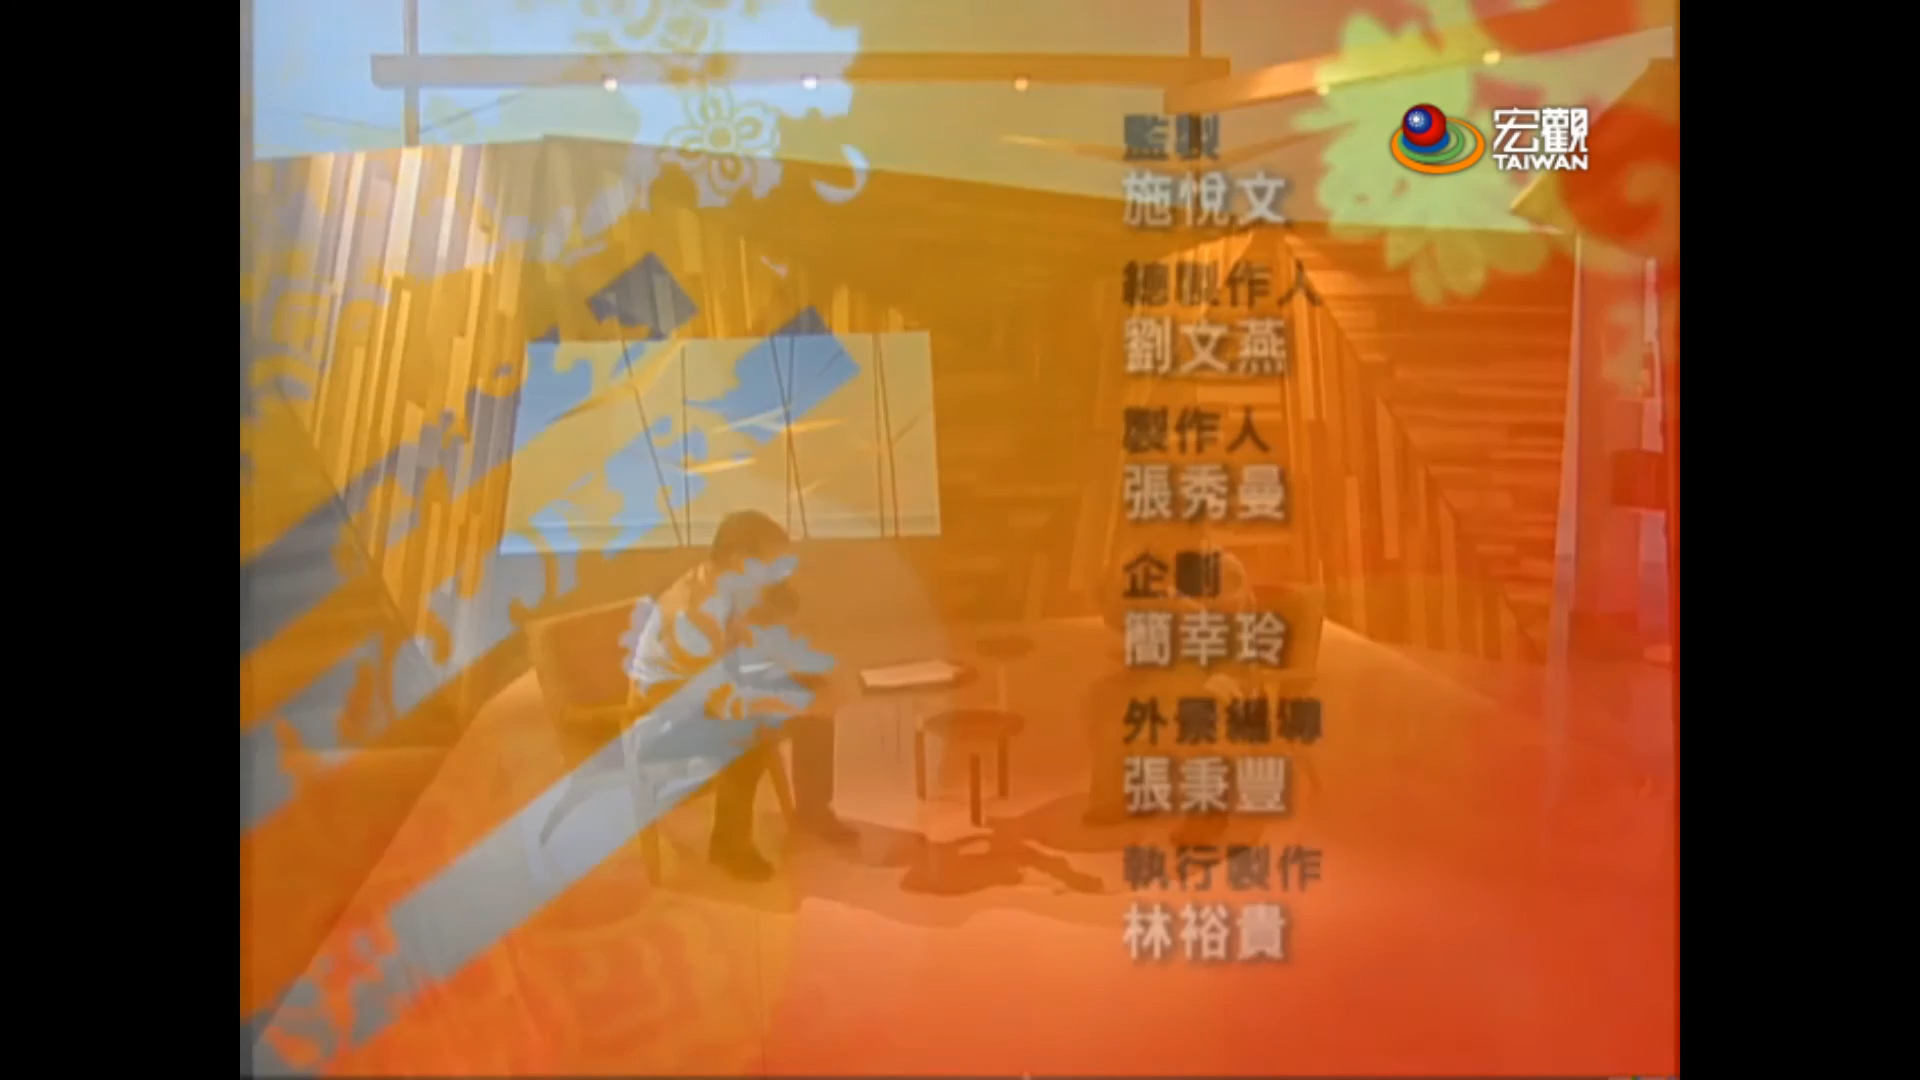 宏觀
TAIWAN
監製
施悅文
總製作人
劉文燕
製作人
張秀曼
企劃
簡幸玲
外景編導
張秉豐
執行製作
林裕貴